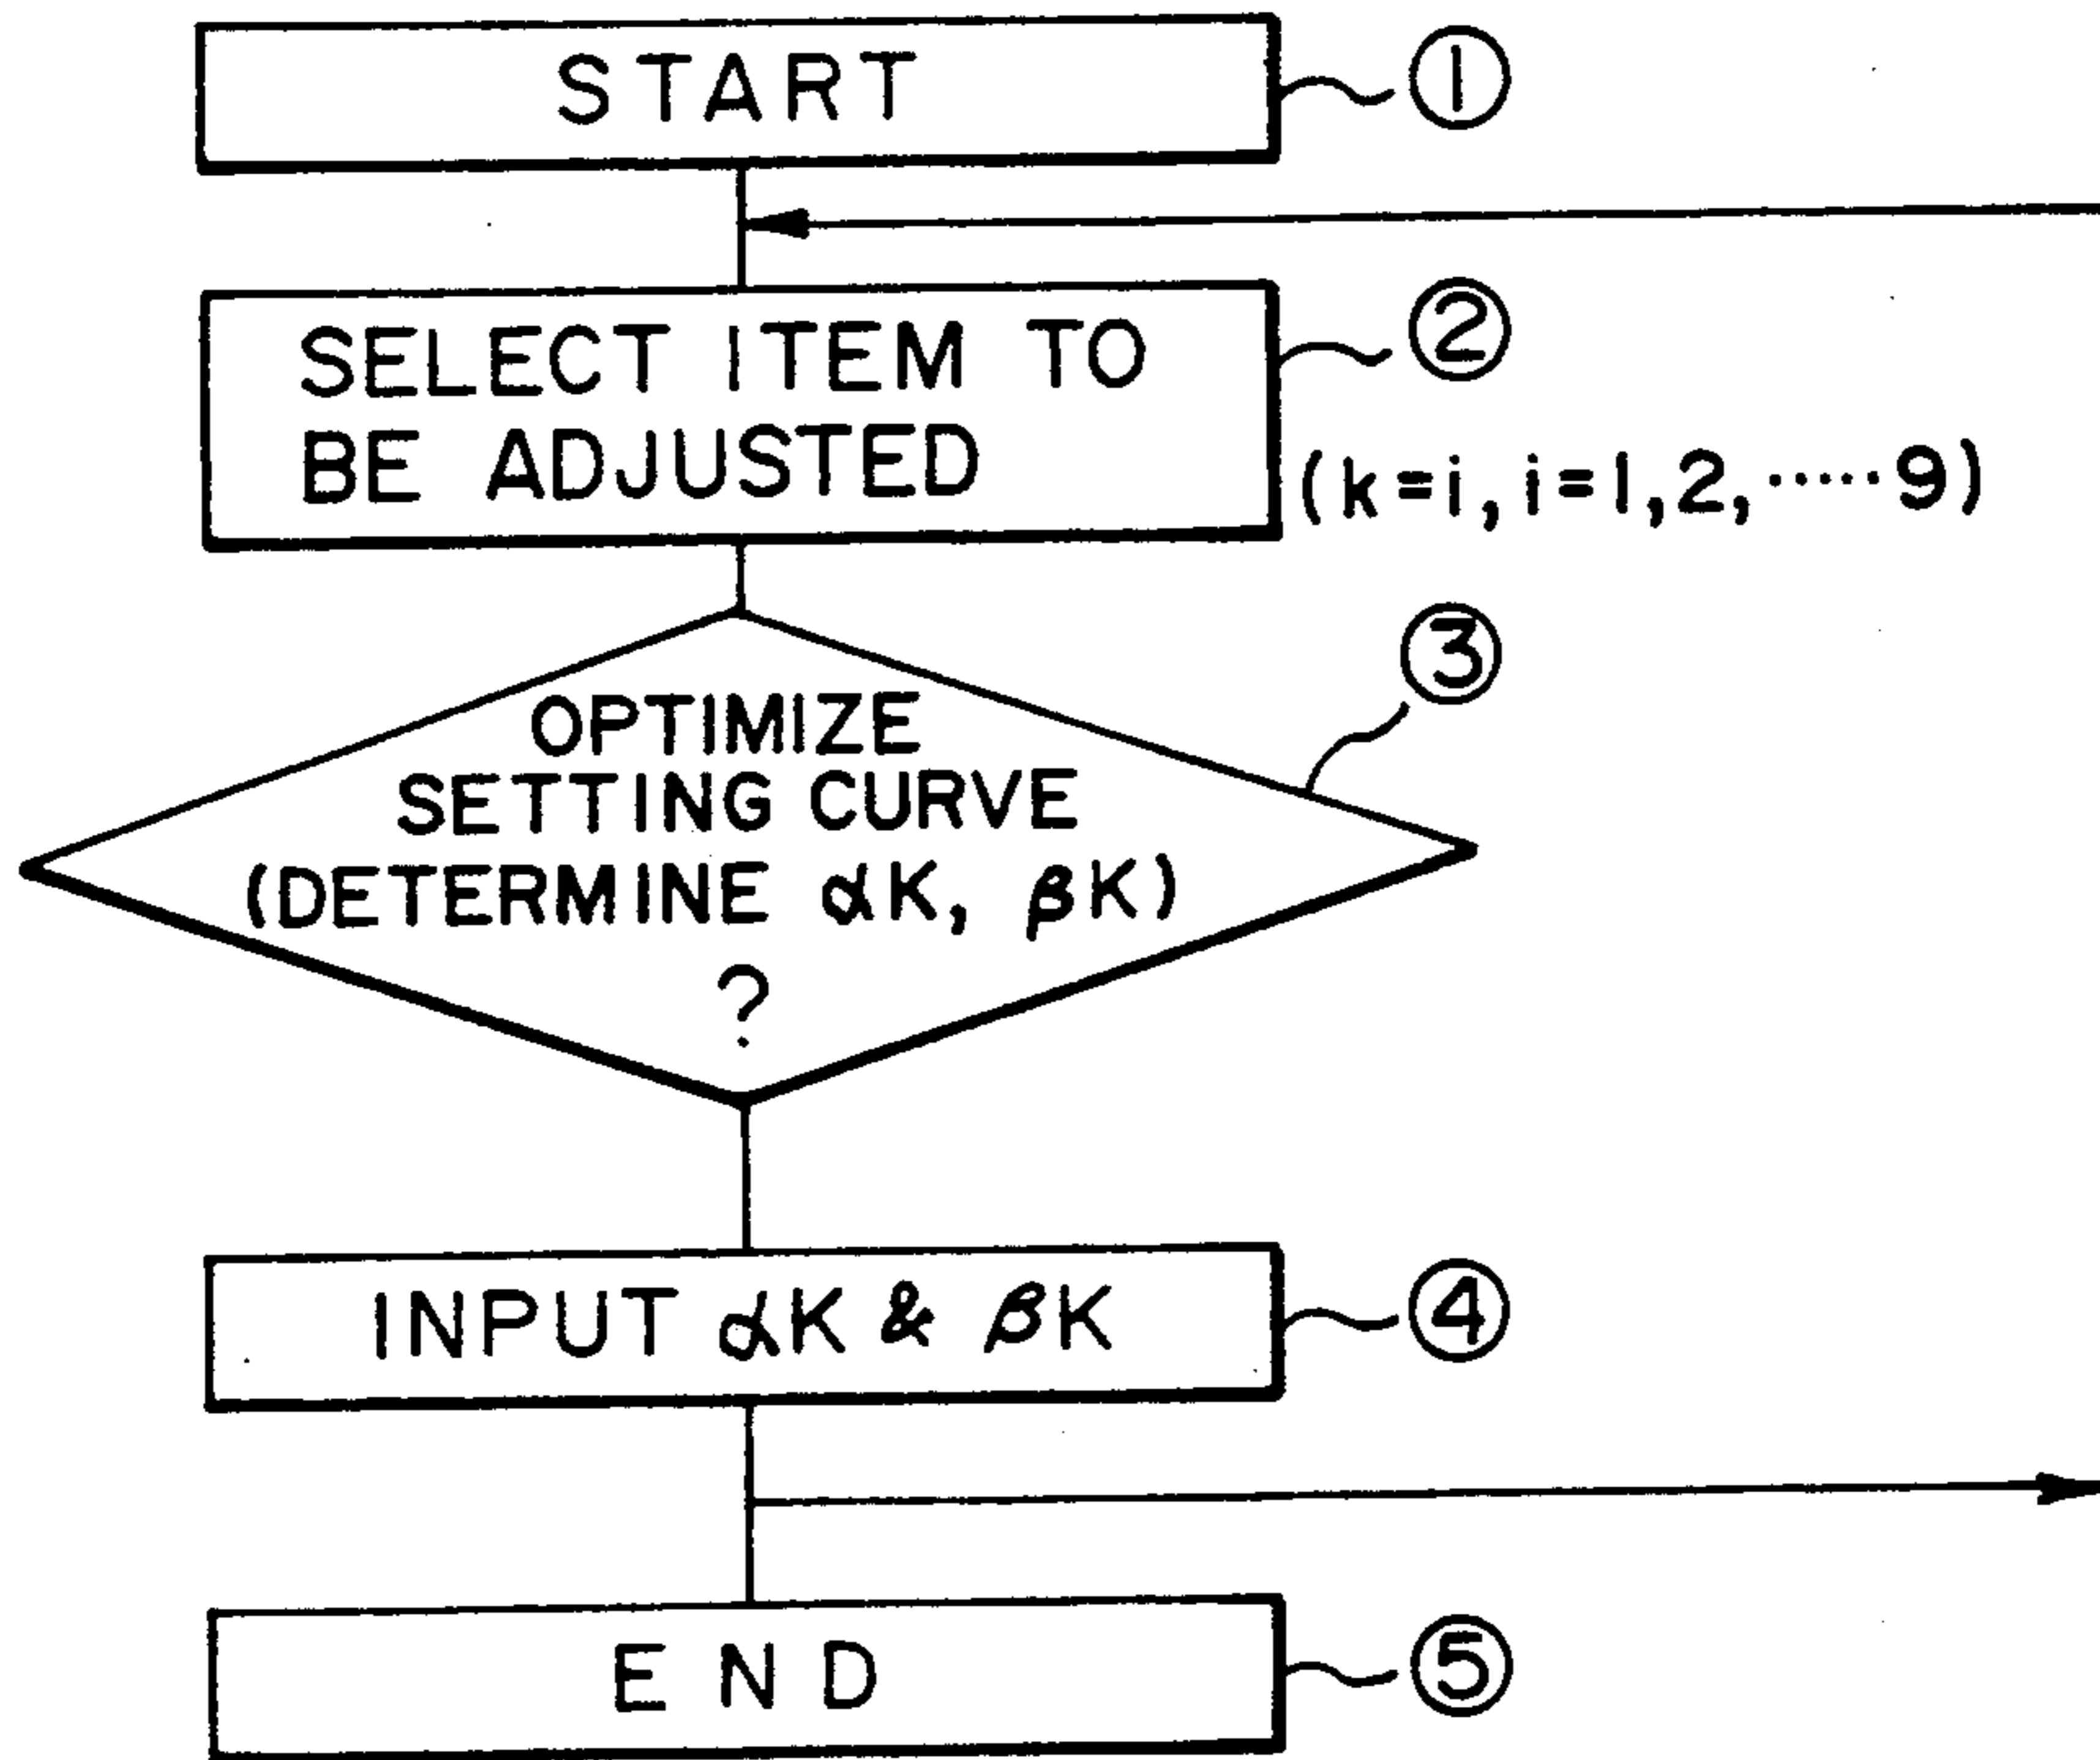 START
①
SELECT ITEM TO
BE ADJUSTED
②
(k=i, i=1,2,·····9)
OPTIMIZE
SETTING CURVE
(DETERMINE αK, βK)
?
③
INPUT αK & βK
④
END
⑤